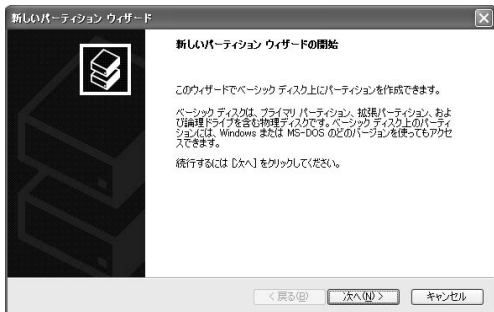 新しいパーティション ウィザード
新しいパーティション ウィザードの開始
このウィザードでベーシック ディスク上にパーティションを作成できます。
ベーシック ディスクは、プライマリ パーティション、拡張パーティション、およ
び論理ドライブを含む物理ディスクです。ベーシック ディスク上のパーティ
ションには、Windows または MS-DOS のどのバージョンを使ってもアクセ
スできます。
続行するには [次へ] をクリックしてください。
< 戻る(B) 次へ(N) > キャンセル